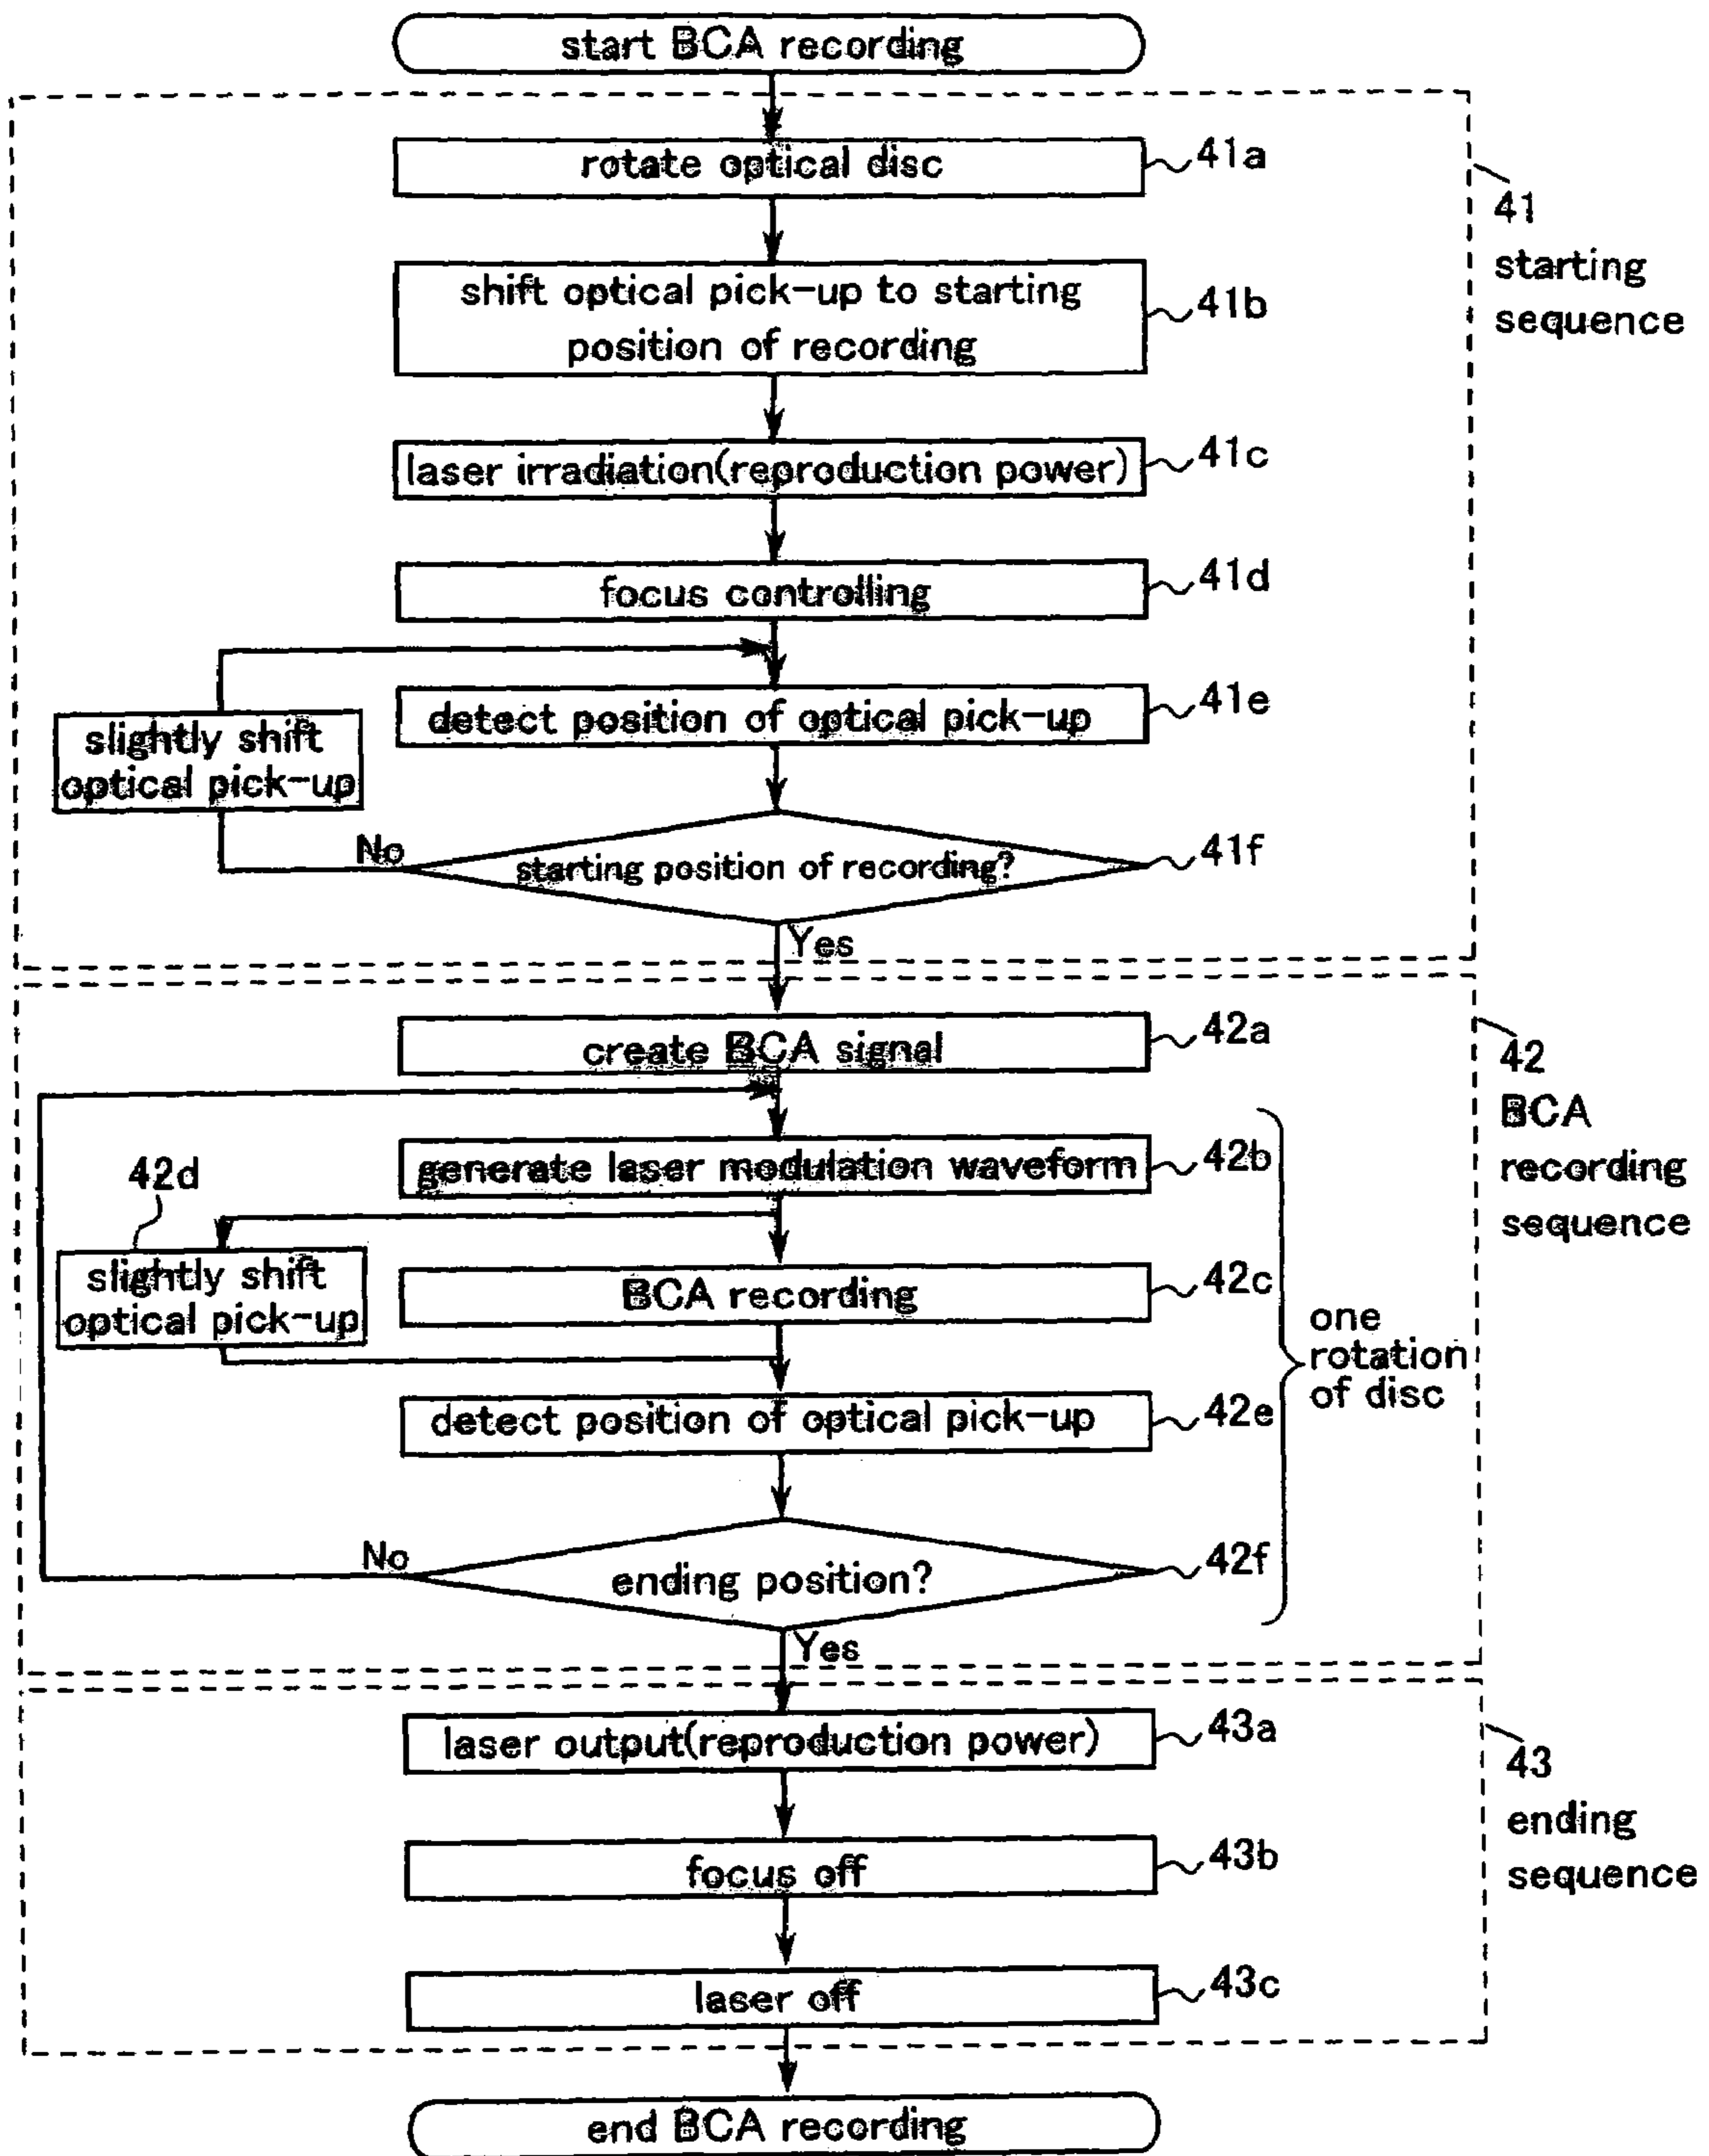 start BCA recording
rotate optical disc
41a
41
starting
sequence
shift optical pick-up to starting
position of recording
41b
laser irradiation(reproduction power)
41c
focus controlling
41d
detect position of optical pick-up
41e
slightly shift
optical pick-up
No
starting position of recording?
41f
Yes
create BCA signal
42a
42
BCA
recording
sequence
generate laser modulation waveform
42b
42d
slightly shift
optical pick-up
BCA recording
42c
one
rotation
of disc
detect position of optical pick-up
42e
No
ending position?
42f
Yes
laser output(reproduction power)
43a
43
ending
sequence
focus off
43b
laser off
43c
end BCA recording